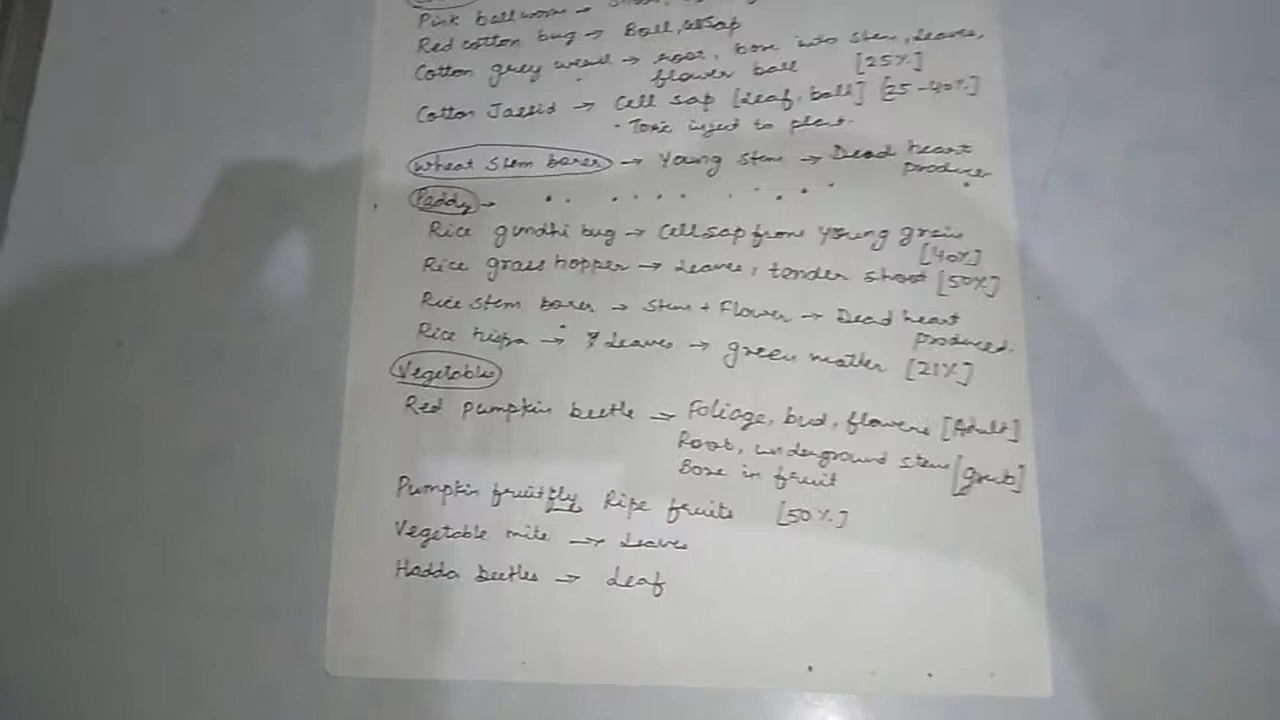 Pink ballworm →
Red cotton bug → Ball, cell sap
Cotton grey weevil → root, bore into stem, leaves,
flower ball [25%]
Cotton Jassid → Cell sap [leaf, ball] [25-40%]
• Toxic inject to plant.
Wheat Stem borer → Young stem → Dead heart
produce
Paddy →
Rice gundhi bug → Cell sap from young grain
[40%]
Rice grasshopper → Leaves, tender shoot [50%]
Rice stem borer → Stem + Flower → Dead heart
produced.
Rice hispa → Leaves → green matter [21%]
Vegetable
Red pumpkin beetle → Foliage, bud, flowers [Adult]
Root, underground stem [grub]
Bore in fruit
Pumpkin fruitfly Ripe fruits [50%]
Vegetable mite → Leaves
Hadda beetles → Leaf